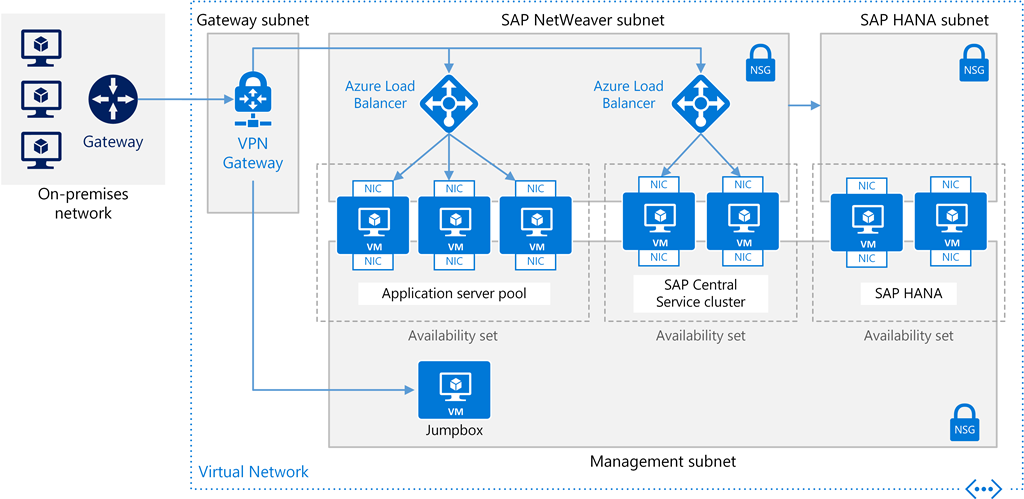 Gateway subnet
SAP NetWeaver subnet
SAP HANA subnet
NSG
NSG
Azure Load
Balancer
Azure Load
Balancer
Gateway
VPN
Gateway
On-premises
network
NIC
NIC
NIC
NIC
NIC
NIC
NIC
VM
VM
VM
VM
VM
VM
VM
NIC
NIC
NIC
NIC
NIC
NIC
NIC
Application server pool
SAP Central
Service cluster
SAP HANA
Availability set
Availability set
Availability set
VM
Jumpbox
NSG
Management subnet
Virtual Network